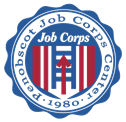 Penobscot Job Corps Center
Job Corps
· 1980 ·